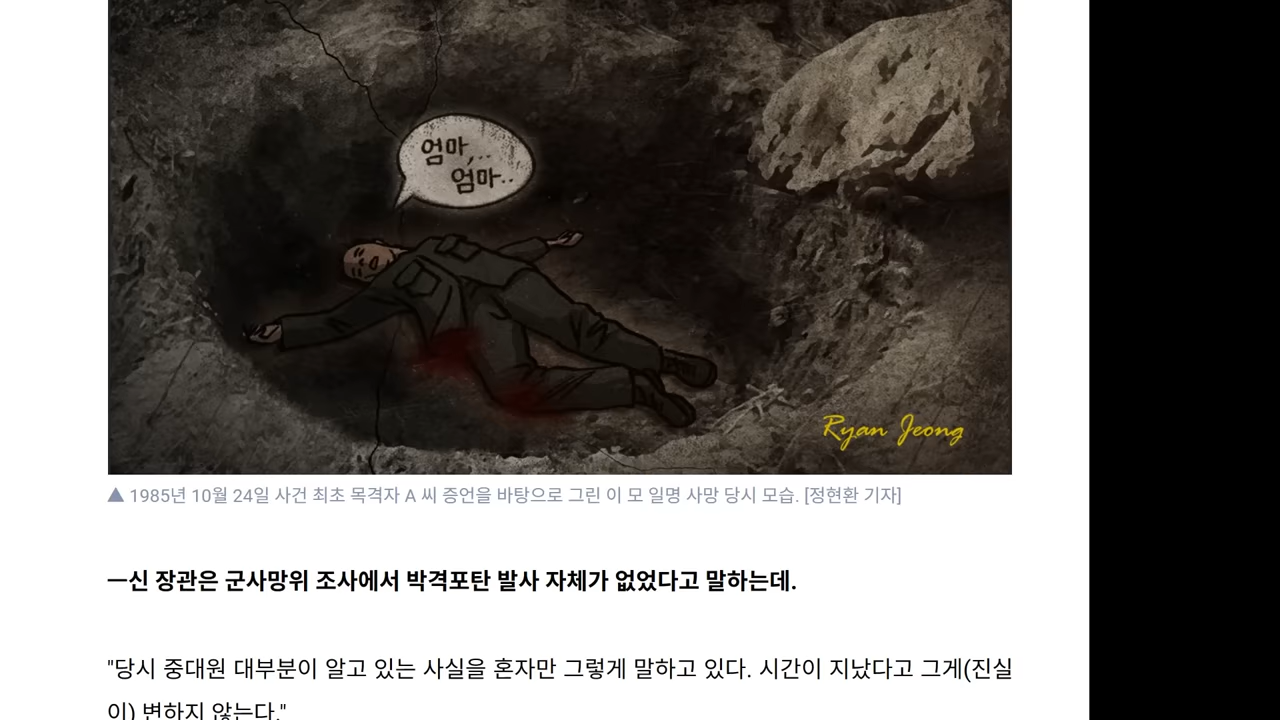 엄마,..
엄마..
Ryan Jeong
▲ 1985년 10월 24일 사건 최초 목격자 A 씨 증언을 바탕으로 그린 이 모 일명 사망 당시 모습. [정현환 기자]
ㅡ신 장관은 군사망위 조사에서 박격포탄 발사 자체가 없었다고 말하는데.
"당시 중대원 대부분이 알고 있는 사실을 혼자만 그렇게 말하고 있다. 시간이 지났다고 그게(진실
이) 변하지 않는다."